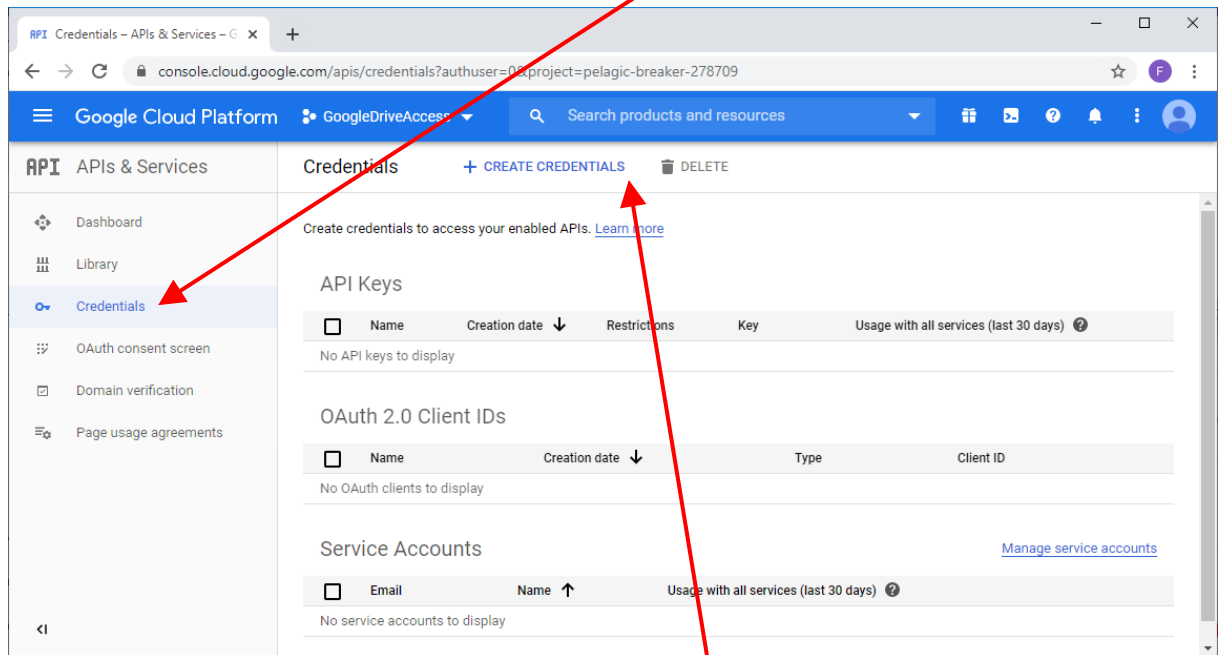 API Credentials – APIs & Services – G
console.cloud.google.com/apis/credentials?authuser=0&project=pelagic-breaker-278709
F
Google Cloud Platform GoogleDriveAccess Search products and resources
API APIs & Services
Credentials + CREATE CREDENTIALS DELETE
Dashboard
Library
Credentials
OAuth consent screen
Domain verification
Page usage agreements
Create credentials to access your enabled APIs. Learn more
API Keys
Name Creation date Restrictions Key Usage with all services (last 30 days)
No API keys to display
OAuth 2.0 Client IDs
Name Creation date Type Client ID
No OAuth clients to display
Service Accounts Manage service accounts
Email Name Usage with all services (last 30 days)
No service accounts to display